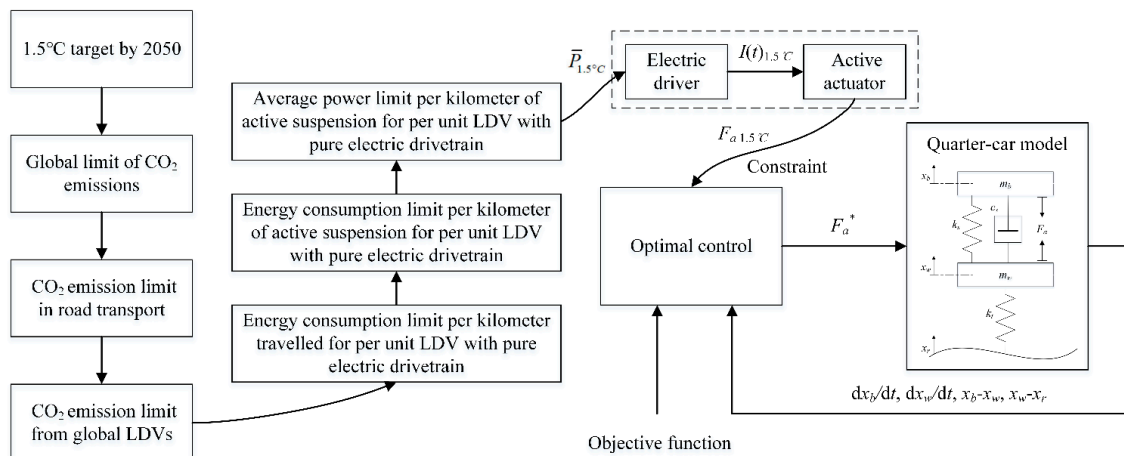 1.5℃ target by 2050
Global limit of CO₂
emissions
CO₂ emission limit
in road transport
CO₂ emission limit
from global LDVs
Energy consumption limit per kilometer
travelled for per unit LDV with pure
electric drivetrain
Energy consumption limit per kilometer
of active suspension for per unit LDV
with pure electric drivetrain
Average power limit per kilometer of
active suspension for per unit LDV with
pure electric drivetrain
P̅1.5℃
Electric
driver
I(t)1.5℃
Active
actuator
Fa 1.5℃
Constraint
Optimal control
Objective function
Fa*
Quarter-car model
xb
mb
ks
cs
Fa
xw
mw
kt
xr
dxb/dt, dxw/dt, xb-xw, xw-xr